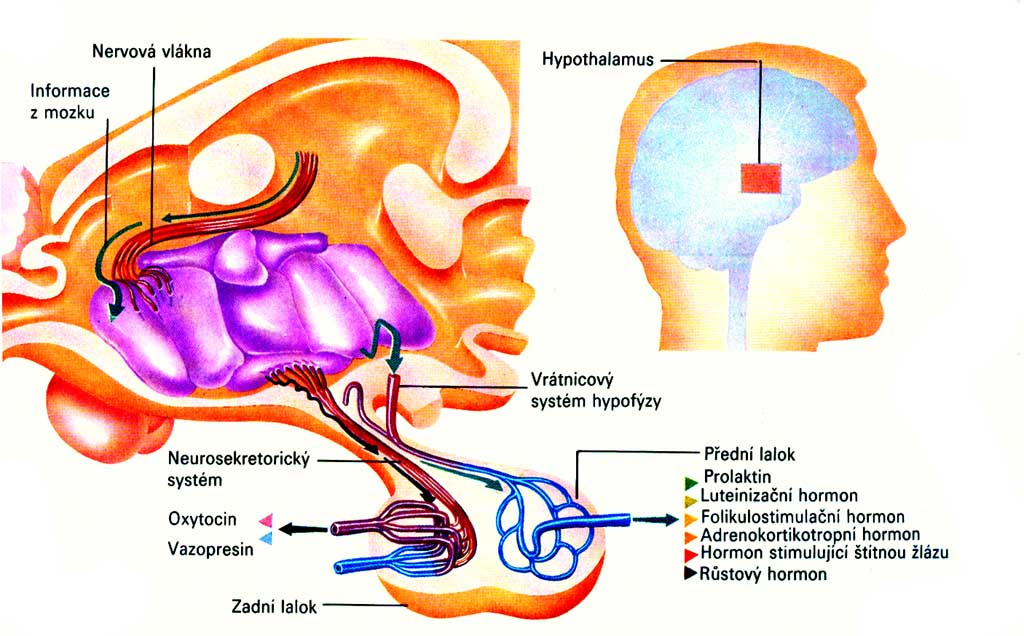 Nervová vlákna
Informace
z mozku
Hypothalamus
Vrátnicový
systém hypofýzy
Neurosekretorický
systém
Oxytocin
Vazopresin
Zadní lalok
Přední lalok
Prolaktin
Luteinizační hormon
Folikulostimulační hormon
Adrenokortikotropní hormon
Hormon stimulující štítnou žlázu
Růstový hormon